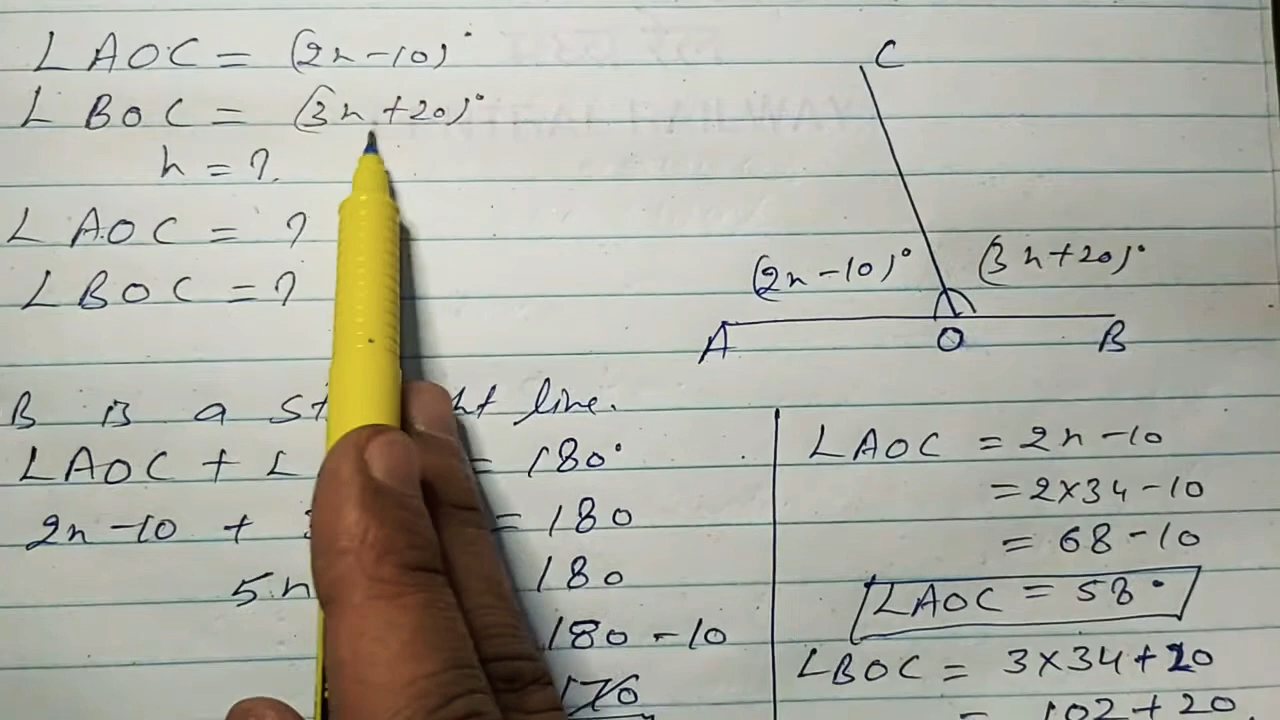 ∠AOC = (2x-10)°
∠BOC = (3x+20)°
x = ?
∠AOC = ?
∠BOC = ?
C
(2x-10)° (3x+20)°
A O B
B is a line.
∠AOC + ∠ = 180°
2x-10 + = 180
5x 180
180-10
170
∠AOC = 2x-10
= 2×34-10
= 68-10
∠AOC = 58°
∠BOC = 3×34+20
= 102+20